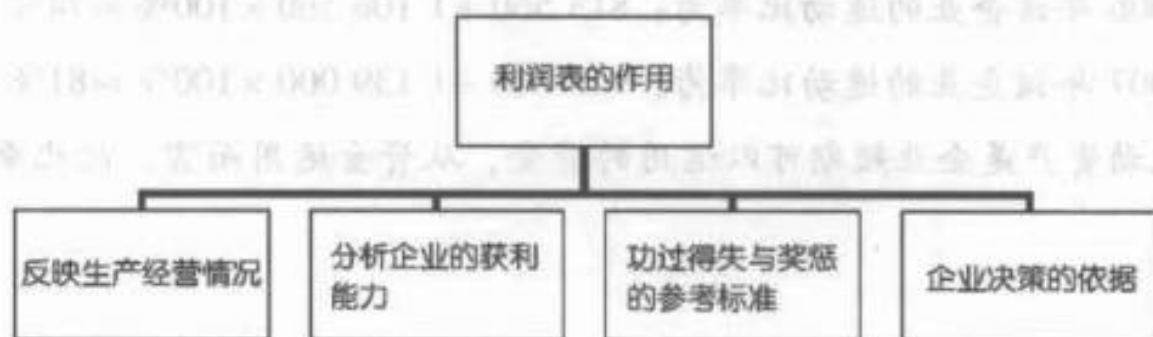 利润表的作用
反映生产经营情况
分析企业的获利
能力
功过得失与奖惩
的参考标准
企业决策的依据